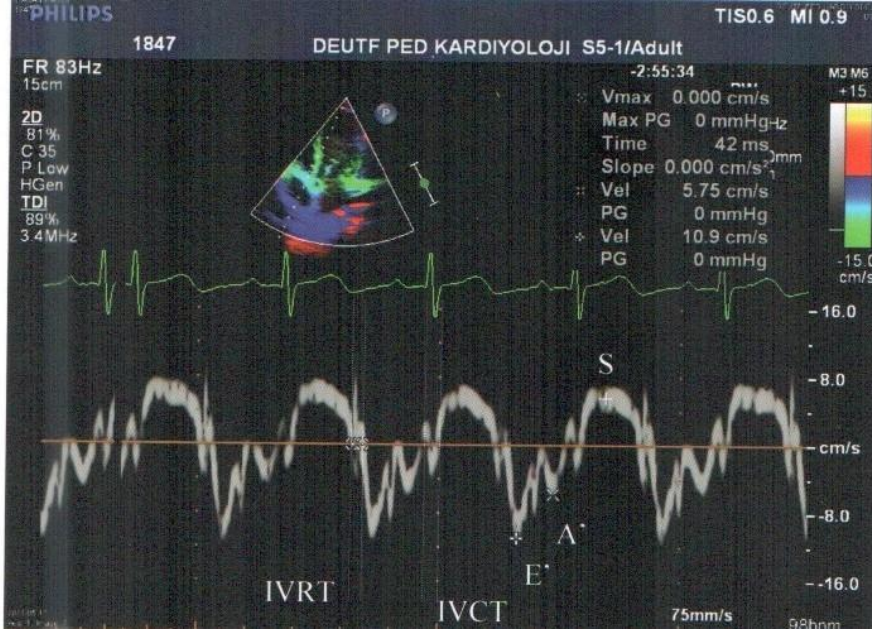 PHILIPS
TIS0.6 MI 0.9
1847
DEUTF PED KARDIYOLOJI S5-1/Adult
FR 83Hz
15cm
2D
81%
C 35
P Low
HGen
TDI
89%
3.4MHz
P
-2:55:34
Vmax 0.000 cm/s
Max PG 0 mmHg
Time 42 ms
Slope 0.000 cm/s²
Vel 5.75 cm/s
PG 0 mmHg
Vel 10.9 cm/s
PG 0 mmHg
M3 M6
+15
-15.0
cm/s
16.0
8.0
cm/s
-8.0
-16.0
S
A'
E'
IVRT
IVCT
75mm/s
98bpm